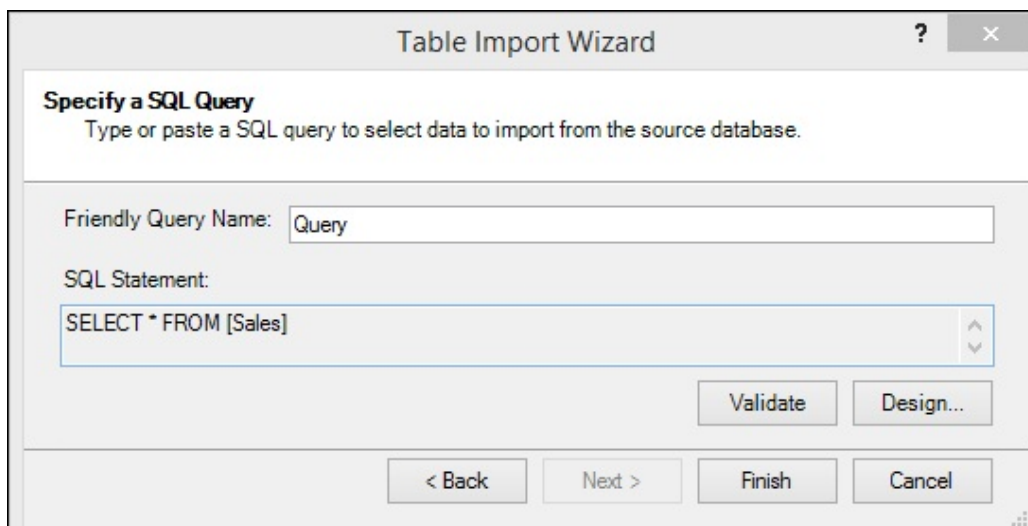 Table Import Wizard
?
×
Specify a SQL Query
Type or paste a SQL query to select data to import from the source database.
Friendly Query Name: Query
SQL Statement:
SELECT * FROM [Sales]
Validate Design...
< Back Next > Finish Cancel